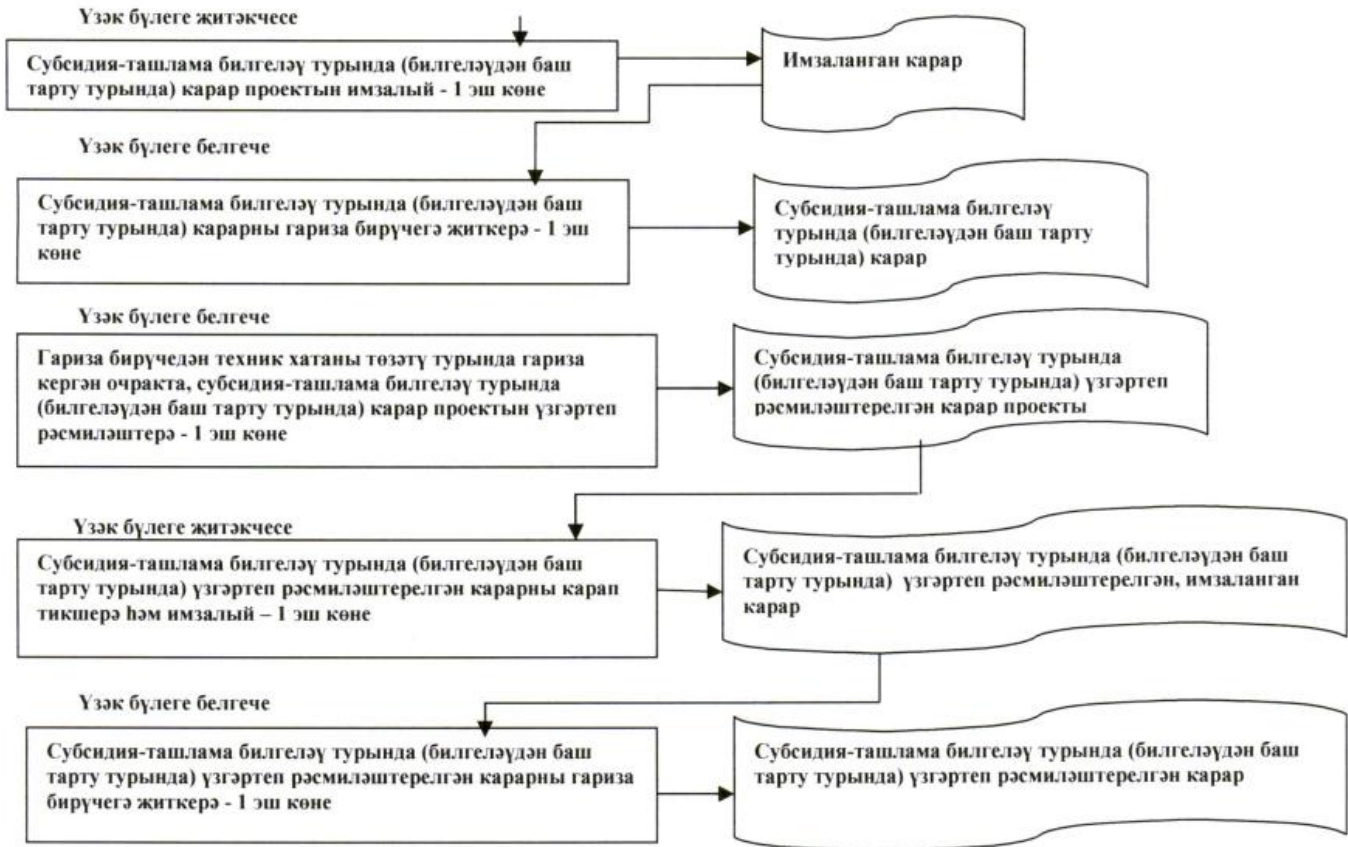 Үзәк бүлеге җитәкчесе
Субсидия-ташлама билгеләү турында (билгеләүдән баш
тарту турында) карар проектын имзалый - 1 эш көне
Имзаланган карар
Үзәк бүлеге белгече
Субсидия-ташлама билгеләү турында (билгеләүдән баш
тарту турында) карарны гариза бирүчегә җиткерә - 1 эш
көне
Субсидия-ташлама билгеләү
турында (билгеләүдән баш тарту
турында) карар
Үзәк бүлеге белгече
Гариза бирүчедән техник хатаны төзәтү турында гариза
кергән очракта, субсидия-ташлама билгеләү турында
(билгеләүдән баш тарту турында) карар проектын үзгәртеп
рәсмиләштерә - 1 эш көне
Субсидия-ташлама билгеләү турында
(билгеләүдән баш тарту турында) үзгәртеп
рәсмиләштерелгән карар проекты
Үзәк бүлеге җитәкчесе
Субсидия-ташлама билгеләү турында (билгеләүдән баш
тарту турында) үзгәртеп рәсмиләштерелгән карарны карап
тикшерә һәм имзалый – 1 эш көне
Субсидия-ташлама билгеләү турында (билгеләүдән баш
тарту турында) үзгәртеп рәсмиләштерелгән, имзаланган
карар
Үзәк бүлеге белгече
Субсидия-ташлама билгеләү турында (билгеләүдән баш
тарту турында) үзгәртеп рәсмиләштерелгән карарны гариза
бирүчегә җиткерә - 1 эш көне
Субсидия-ташлама билгеләү турында (билгеләүдән баш
тарту турында) үзгәртеп рәсмиләштерелгән карар